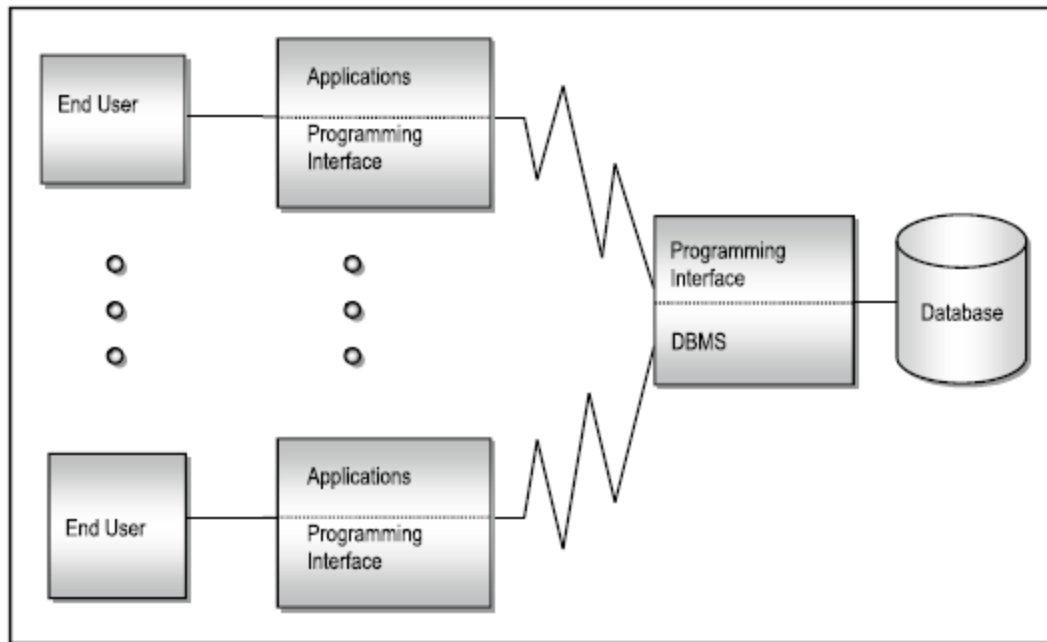 End User
Applications
Programming
Interface
Programming
Interface
DBMS
Database
End User
Applications
Programming
Interface